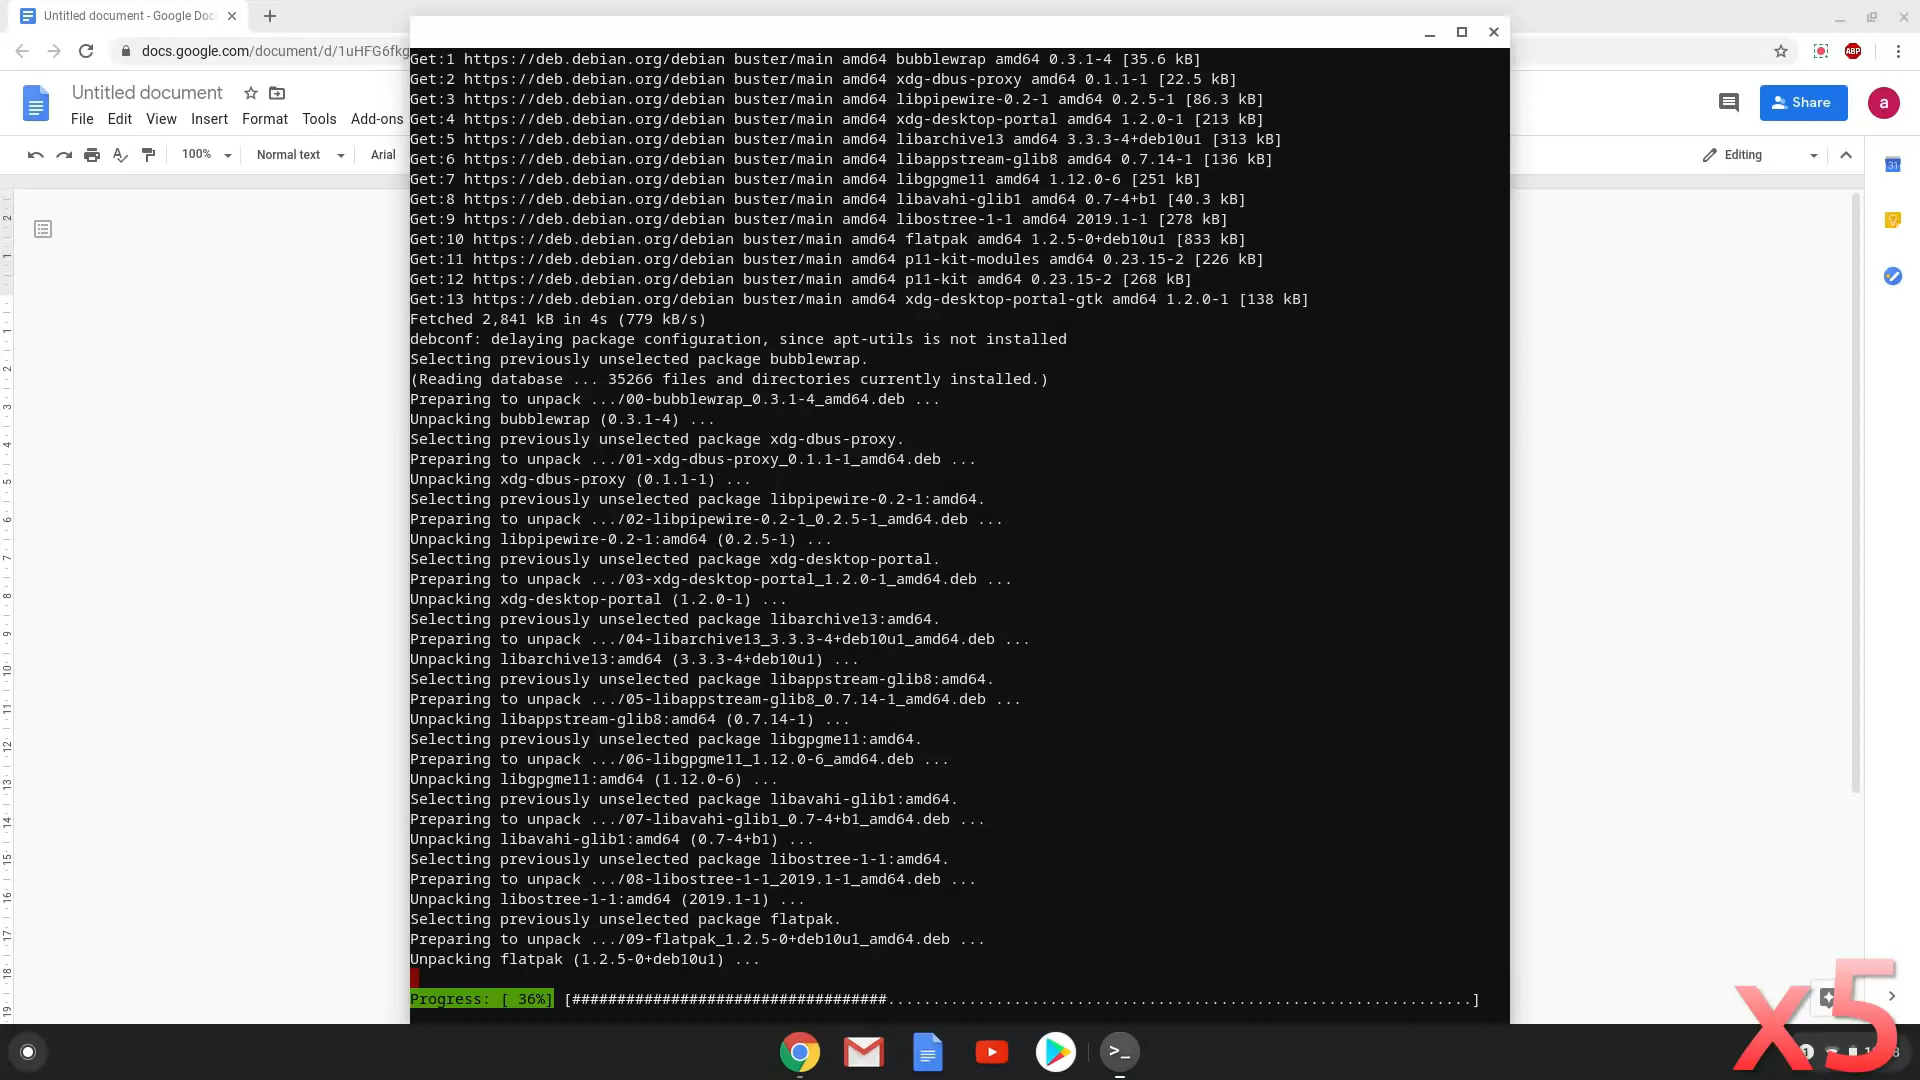 Untitled document - Google Doc
docs.google.com/document/d/1uHFG6fkg
ABP
Untitled document
File Edit View Insert Format Tools Add-ons
Share
a
100% Normal text Arial
Editing
31
Get:1 https://deb.debian.org/debian buster/main amd64 bubblewrap amd64 0.3.1-4 [35.6 kB]
Get:2 https://deb.debian.org/debian buster/main amd64 xdg-dbus-proxy amd64 0.1.1-1 [22.5 kB]
Get:3 https://deb.debian.org/debian buster/main amd64 libpipewire-0.2-1 amd64 0.2.5-1 [86.3 kB]
Get:4 https://deb.debian.org/debian buster/main amd64 xdg-desktop-portal amd64 1.2.0-1 [213 kB]
Get:5 https://deb.debian.org/debian buster/main amd64 libarchive13 amd64 3.3.3-4+deb10u1 [313 kB]
Get:6 https://deb.debian.org/debian buster/main amd64 libappstream-glib8 amd64 0.7.14-1 [136 kB]
Get:7 https://deb.debian.org/debian buster/main amd64 libgpgme11 amd64 1.12.0-6 [251 kB]
Get:8 https://deb.debian.org/debian buster/main amd64 libavahi-glib1 amd64 0.7-4+b1 [40.3 kB]
Get:9 https://deb.debian.org/debian buster/main amd64 libostree-1-1 amd64 2019.1-1 [278 kB]
Get:10 https://deb.debian.org/debian buster/main amd64 flatpak amd64 1.2.5-0+deb10u1 [833 kB]
Get:11 https://deb.debian.org/debian buster/main amd64 p11-kit-modules amd64 0.23.15-2 [226 kB]
Get:12 https://deb.debian.org/debian buster/main amd64 p11-kit amd64 0.23.15-2 [268 kB]
Get:13 https://deb.debian.org/debian buster/main amd64 xdg-desktop-portal-gtk amd64 1.2.0-1 [138 kB]
Fetched 2,841 kB in 4s (779 kB/s)
debconf: delaying package configuration, since apt-utils is not installed
Selecting previously unselected package bubblewrap.
(Reading database ... 35266 files and directories currently installed.)
Preparing to unpack .../00-bubblewrap_0.3.1-4_amd64.deb ...
Unpacking bubblewrap (0.3.1-4) ...
Selecting previously unselected package xdg-dbus-proxy.
Preparing to unpack .../01-xdg-dbus-proxy_0.1.1-1_amd64.deb ...
Unpacking xdg-dbus-proxy (0.1.1-1) ...
Selecting previously unselected package libpipewire-0.2-1:amd64.
Preparing to unpack .../02-libpipewire-0.2-1_0.2.5-1_amd64.deb ...
Unpacking libpipewire-0.2-1:amd64 (0.2.5-1) ...
Selecting previously unselected package xdg-desktop-portal.
Preparing to unpack .../03-xdg-desktop-portal_1.2.0-1_amd64.deb ...
Unpacking xdg-desktop-portal (1.2.0-1) ...
Selecting previously unselected package libarchive13:amd64.
Preparing to unpack .../04-libarchive13_3.3.3-4+deb10u1_amd64.deb ...
Unpacking libarchive13:amd64 (3.3.3-4+deb10u1) ...
Selecting previously unselected package libappstream-glib8:amd64.
Preparing to unpack .../05-libappstream-glib8_0.7.14-1_amd64.deb ...
Unpacking libappstream-glib8:amd64 (0.7.14-1) ...
Selecting previously unselected package libgpgme11:amd64.
Preparing to unpack .../06-libgpgme11_1.12.0-6_amd64.deb ...
Unpacking libgpgme11:amd64 (1.12.0-6) ...
Selecting previously unselected package libavahi-glib1:amd64.
Preparing to unpack .../07-libavahi-glib1_0.7-4+b1_amd64.deb ...
Unpacking libavahi-glib1:amd64 (0.7-4+b1) ...
Selecting previously unselected package libostree-1-1:amd64.
Preparing to unpack .../08-libostree-1-1_2019.1-1_amd64.deb ...
Unpacking libostree-1-1:amd64 (2019.1-1) ...
Selecting previously unselected package flatpak.
Preparing to unpack .../09-flatpak_1.2.5-0+deb10u1_amd64.deb ...
Unpacking flatpak (1.2.5-0+deb10u1) ...
Progress: [ 36%] [###################################.................................................................]
x5